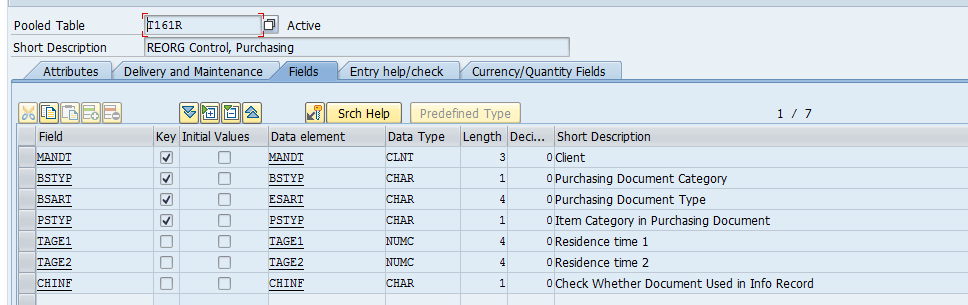 Pooled Table T161R Active
Short Description REORG Control, Purchasing
Attributes Delivery and Maintenance Fields Entry help/check Currency/Quantity Fields
Srch Help Predefined Type 1 / 7
Field Key Initial Values Data element Data Type Length Deci... Short Description
MANDT MANDT CLNT 3 0 Client
BSTYP BSTYP CHAR 1 0 Purchasing Document Category
BSART ESART CHAR 4 0 Purchasing Document Type
PSTYP PSTYP CHAR 1 0 Item Category in Purchasing Document
TAGE1 TAGE1 NUMC 4 0 Residence time 1
TAGE2 TAGE2 NUMC 4 0 Residence time 2
CHINF CHINF CHAR 1 0 Check Whether Document Used in Info Record